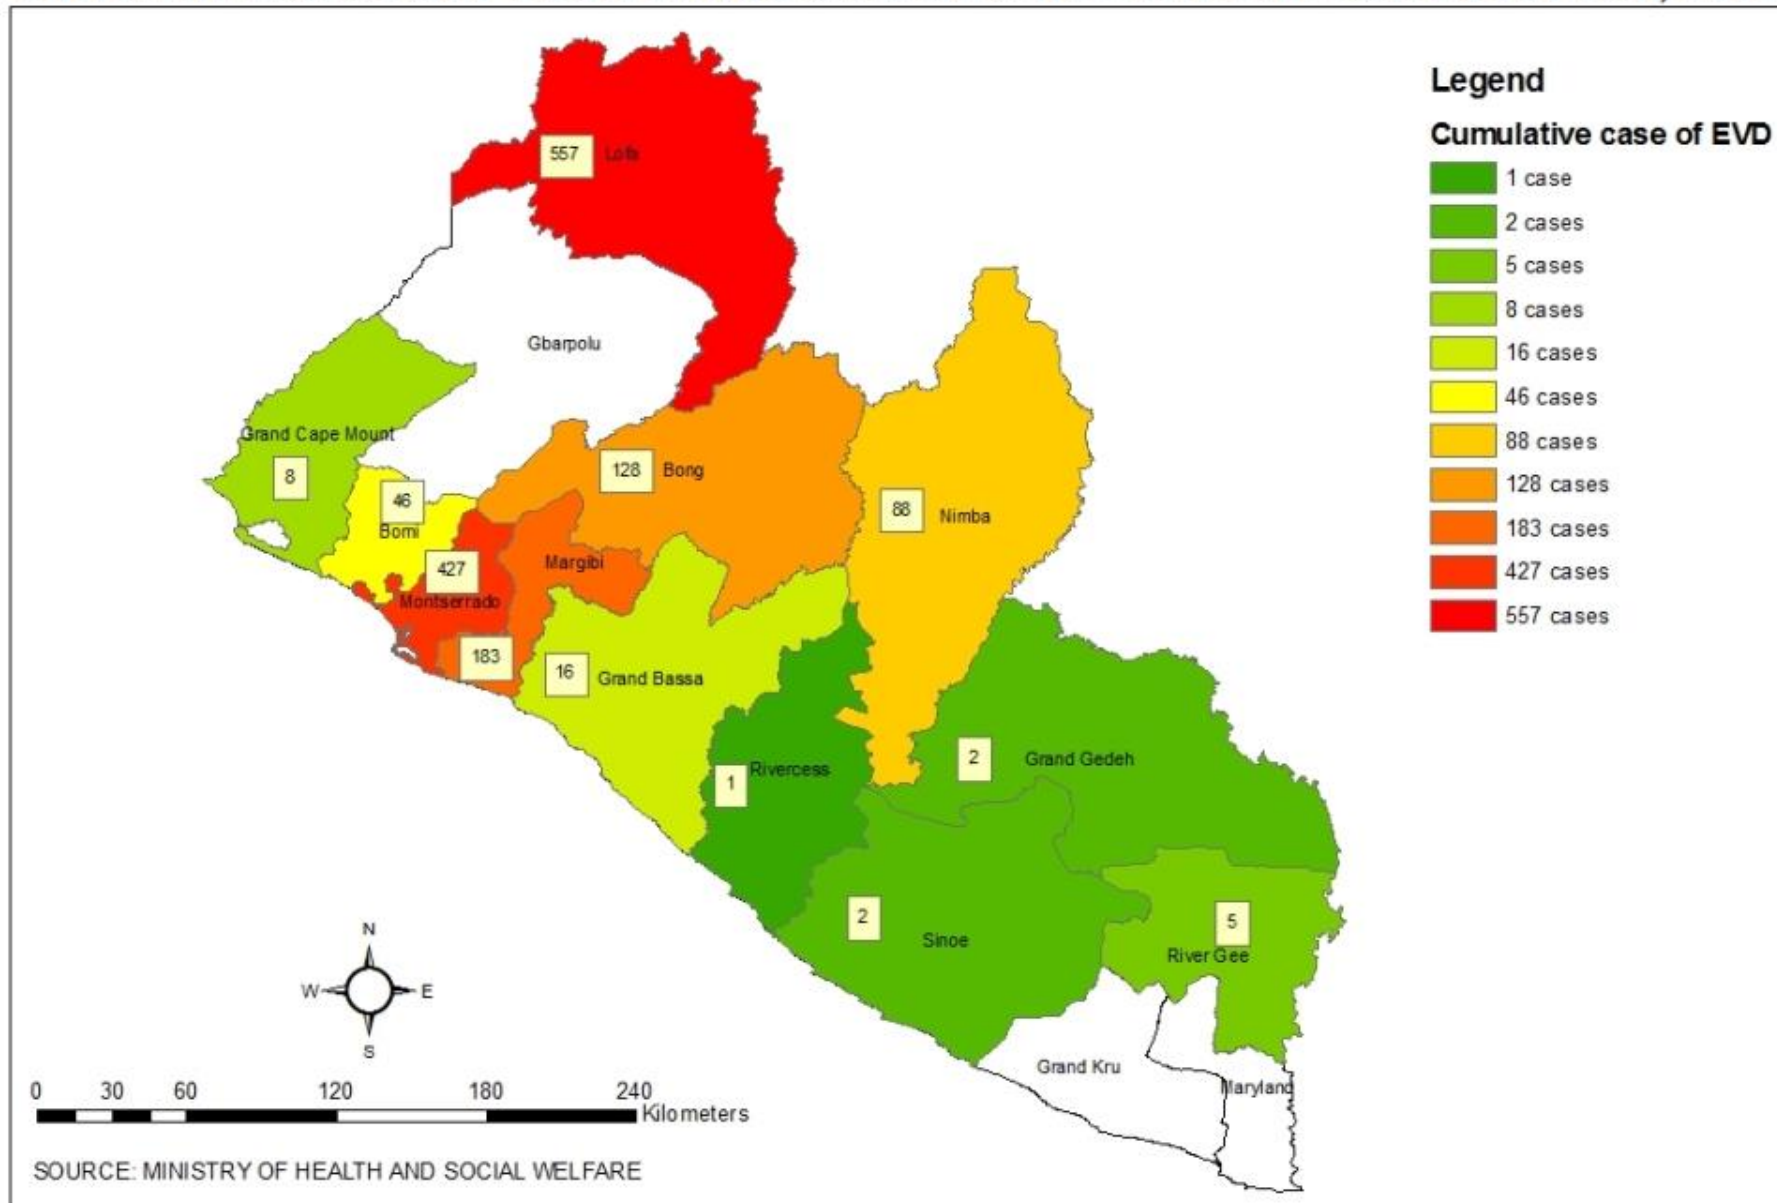 Legend
Cumulative case of EVD
1 case
2 cases
5 cases
8 cases
16 cases
46 cases
88 cases
128 cases
183 cases
427 cases
557 cases
557 Lofa
Gbarpolu
Grand Cape Mount
8
128 Bong
46
Bomi
88 Nimba
427
Montserrado
Margibi
183
16 Grand Bassa
1 Rivercess
2 Grand Gedeh
2
Sinoe
5
River Gee
Grand Kru
Maryland
N
W E
S
0 30 60 120 180 240
Kilometers
SOURCE: MINISTRY OF HEALTH AND SOCIAL WELFARE